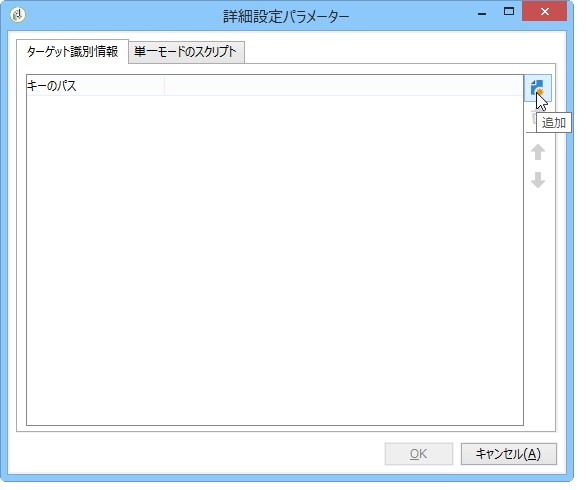 詳細設定パラメーター
ターゲット識別情報
単一モードのスクリプト
キーのパス
追加
OK
キャンセル(A)